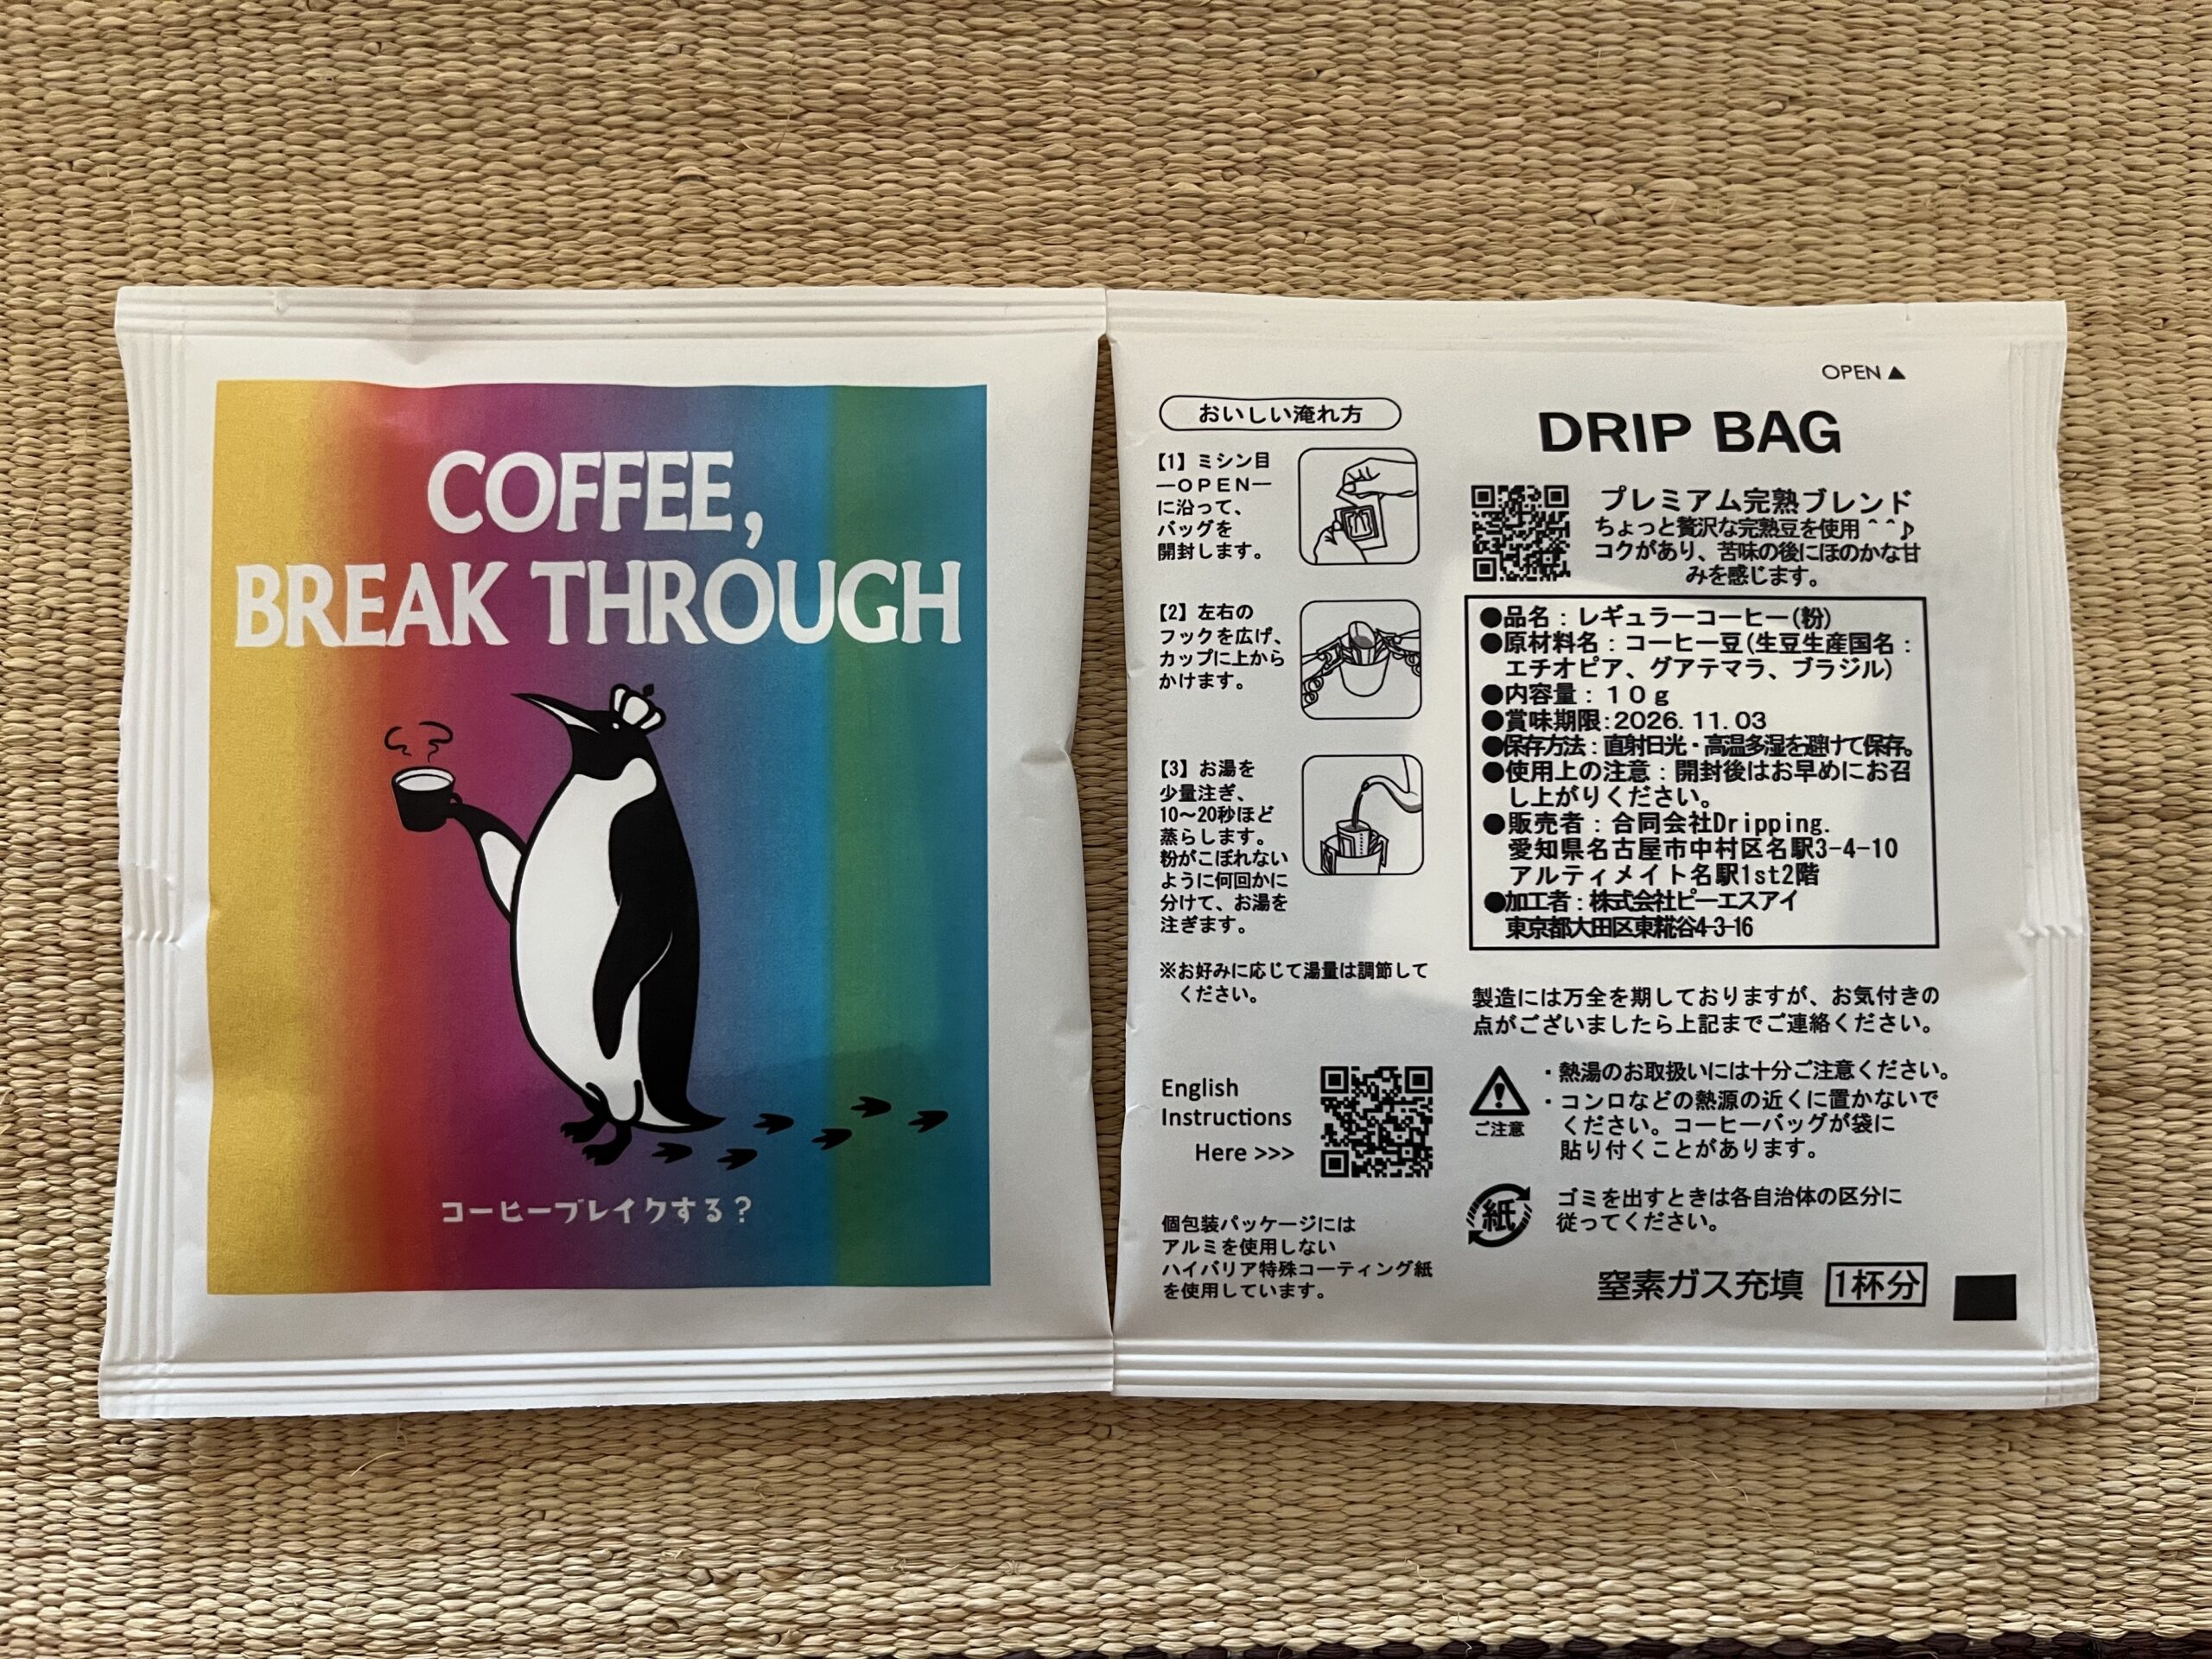 COFFEE,
BREAK THROUGH
コーヒーブレイクする？
おいしい淹れ方
【1】ミシン目
―OPEN―
に沿って、
バッグを
開封します。
【2】左右の
フックを広げ、
カップに上から
かけます。
【3】お湯を
少量注ぎ、
10～20秒ほど
蒸らします。
粉がこぼれない
ように何回かに
分けて、お湯を
注ぎます。
※お好みに応じて湯量は調節して
ください。
English
Instructions
Here >>>
個包装パッケージには
アルミを使用しない
ハイバリア特殊コーティング紙
を使用しています。
OPEN▲
DRIP BAG
プレミアム完熟ブレンド
ちょっと贅沢な完熟豆を使用＾＾♪
コクがあり、苦味の後にほのかな甘
みを感じます。
●品名：レギュラーコーヒー(粉)
●原材料名：コーヒー豆(生豆生産国名：
エチオピア、グアテマラ、ブラジル)
●内容量：１０ｇ
●賞味期限:2026.11.03
●保存方法：直射日光・高温多湿を避けて保存。
●使用上の注意：開封後はお早めにお召
し上がりください。
●販売者：合同会社Dripping.
愛知県名古屋市中村区名駅3-4-10
アルティメイト名駅1st2階
●加工者：株式会社ピーエスアイ
東京都大田区東糀谷4-3-16
製造には万全を期しておりますが、お気付きの
点がございましたら上記までご連絡ください。
ご注意
・熱湯のお取扱いには十分ご注意ください。
・コンロなどの熱源の近くに置かないで
ください。コーヒーバッグが袋に
貼り付くことがあります。
紙
ゴミを出すときは各自治体の区分に
従ってください。
窒素ガス充填 1杯分